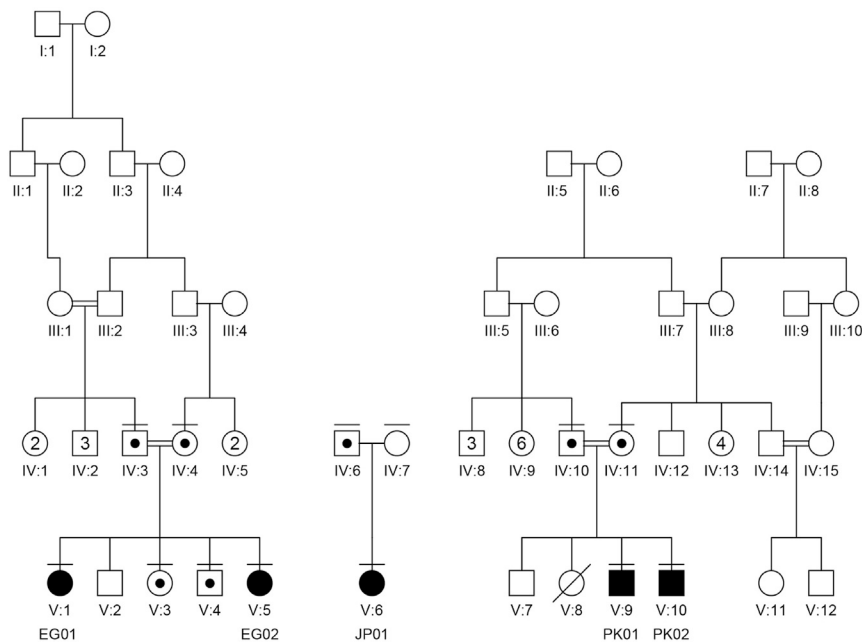 I:1 I:2
II:1 II:2 II:3 II:4 II:5 II:6 II:7 II:8
III:1 III:2 III:3 III:4 III:5 III:6 III:7 III:8 III:9 III:10
2 3 2 3 6 4
IV:1 IV:2 IV:3 IV:4 IV:5 IV:6 IV:7 IV:8 IV:9 IV:10 IV:11 IV:12 IV:13 IV:14 IV:15
V:1 V:2 V:3 V:4 V:5 V:6 V:7 V:8 V:9 V:10 V:11 V:12
EG01 EG02 JP01 PK01 PK02